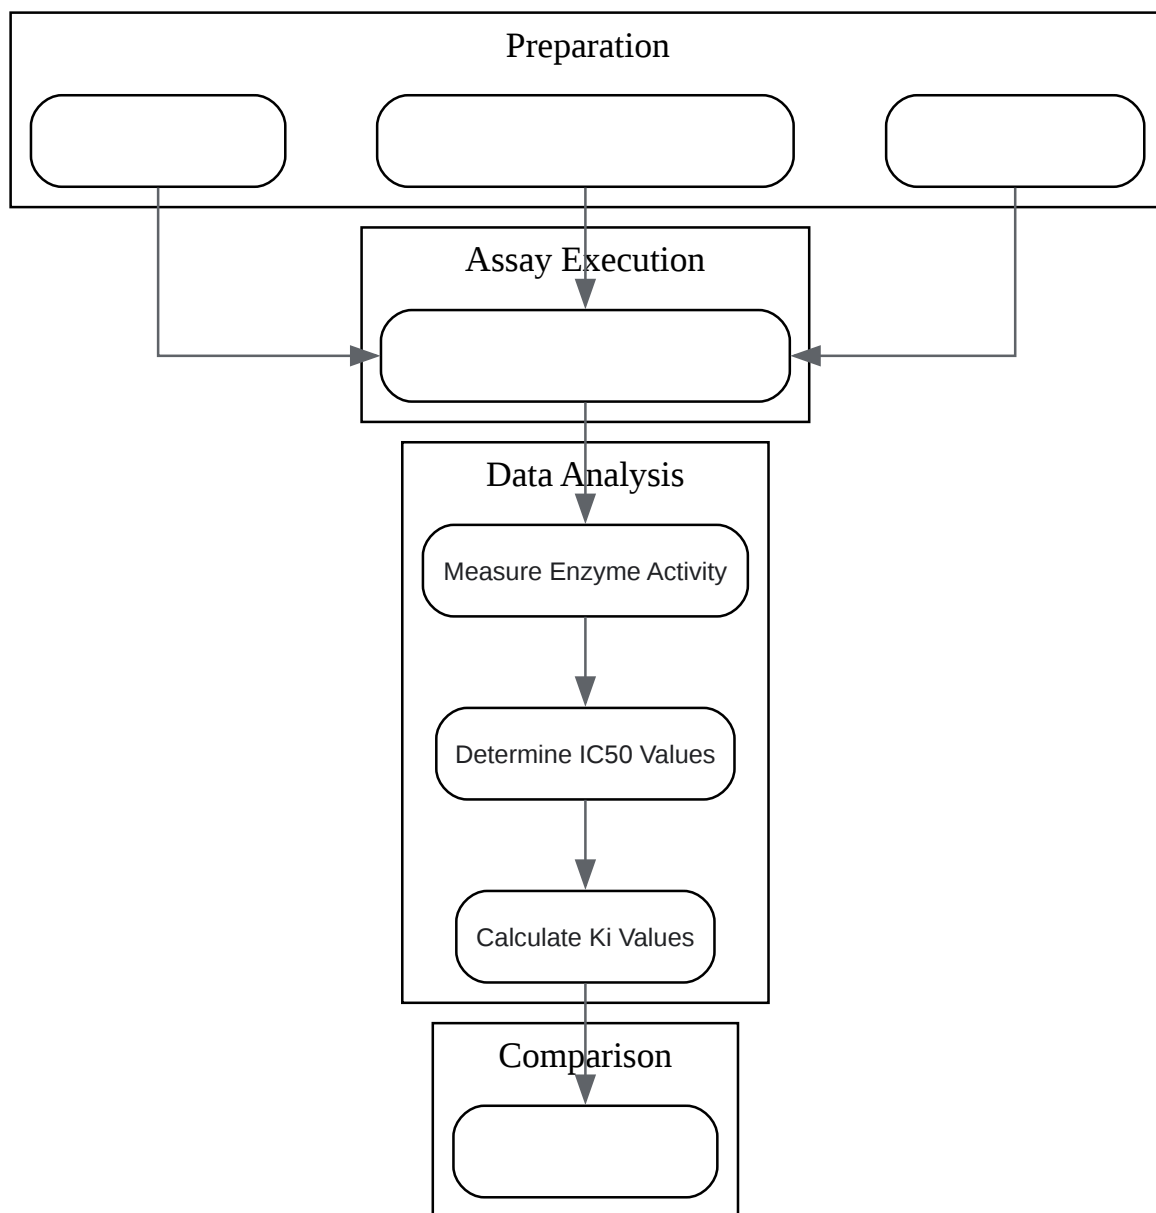 Preparation
Assay Execution
Data Analysis
Measure Enzyme Activity
Determine IC50 Values
Calculate Ki Values
Comparison